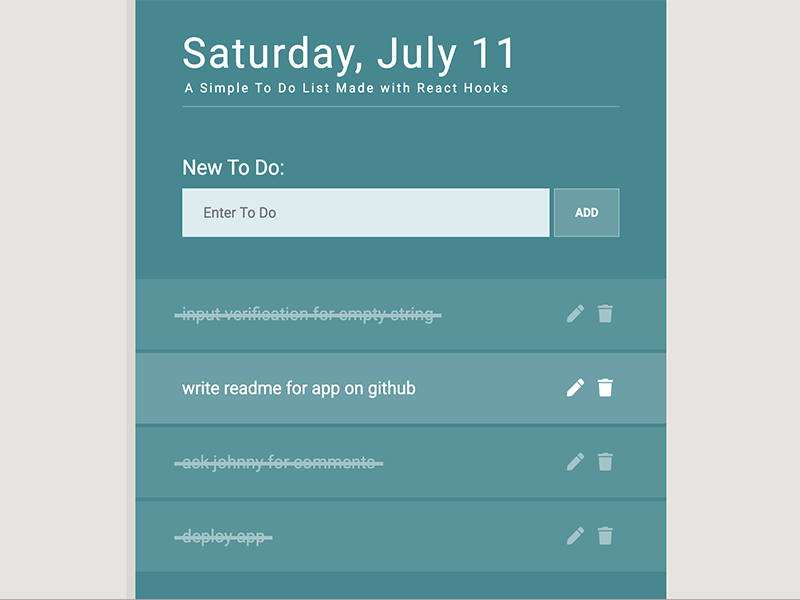 Saturday, July 11
A Simple To Do List Made with React Hooks
New To Do:
Enter To Do
ADD
input verification for empty string
write readme for app on github
ask johnny for comments
deploy app